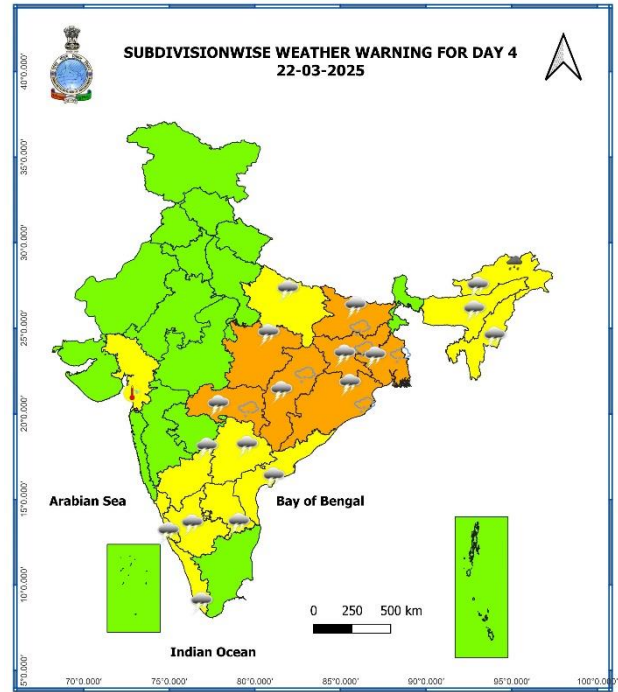 SUBDIVISIONWISE WEATHER WARNING FOR DAY 4
22-03-2025
40°0.000'
35°0.000'
30°0.000'
25°0.000'
20°0.000'
15°0.000'
10°0.000'
5°0.000'
Arabian Sea
Bay of Bengal
0 250 500 km
Indian Ocean
70°0.000' 75°0.000' 80°0.000' 85°0.000' 90°0.000' 95°0.000' 100°0.000'